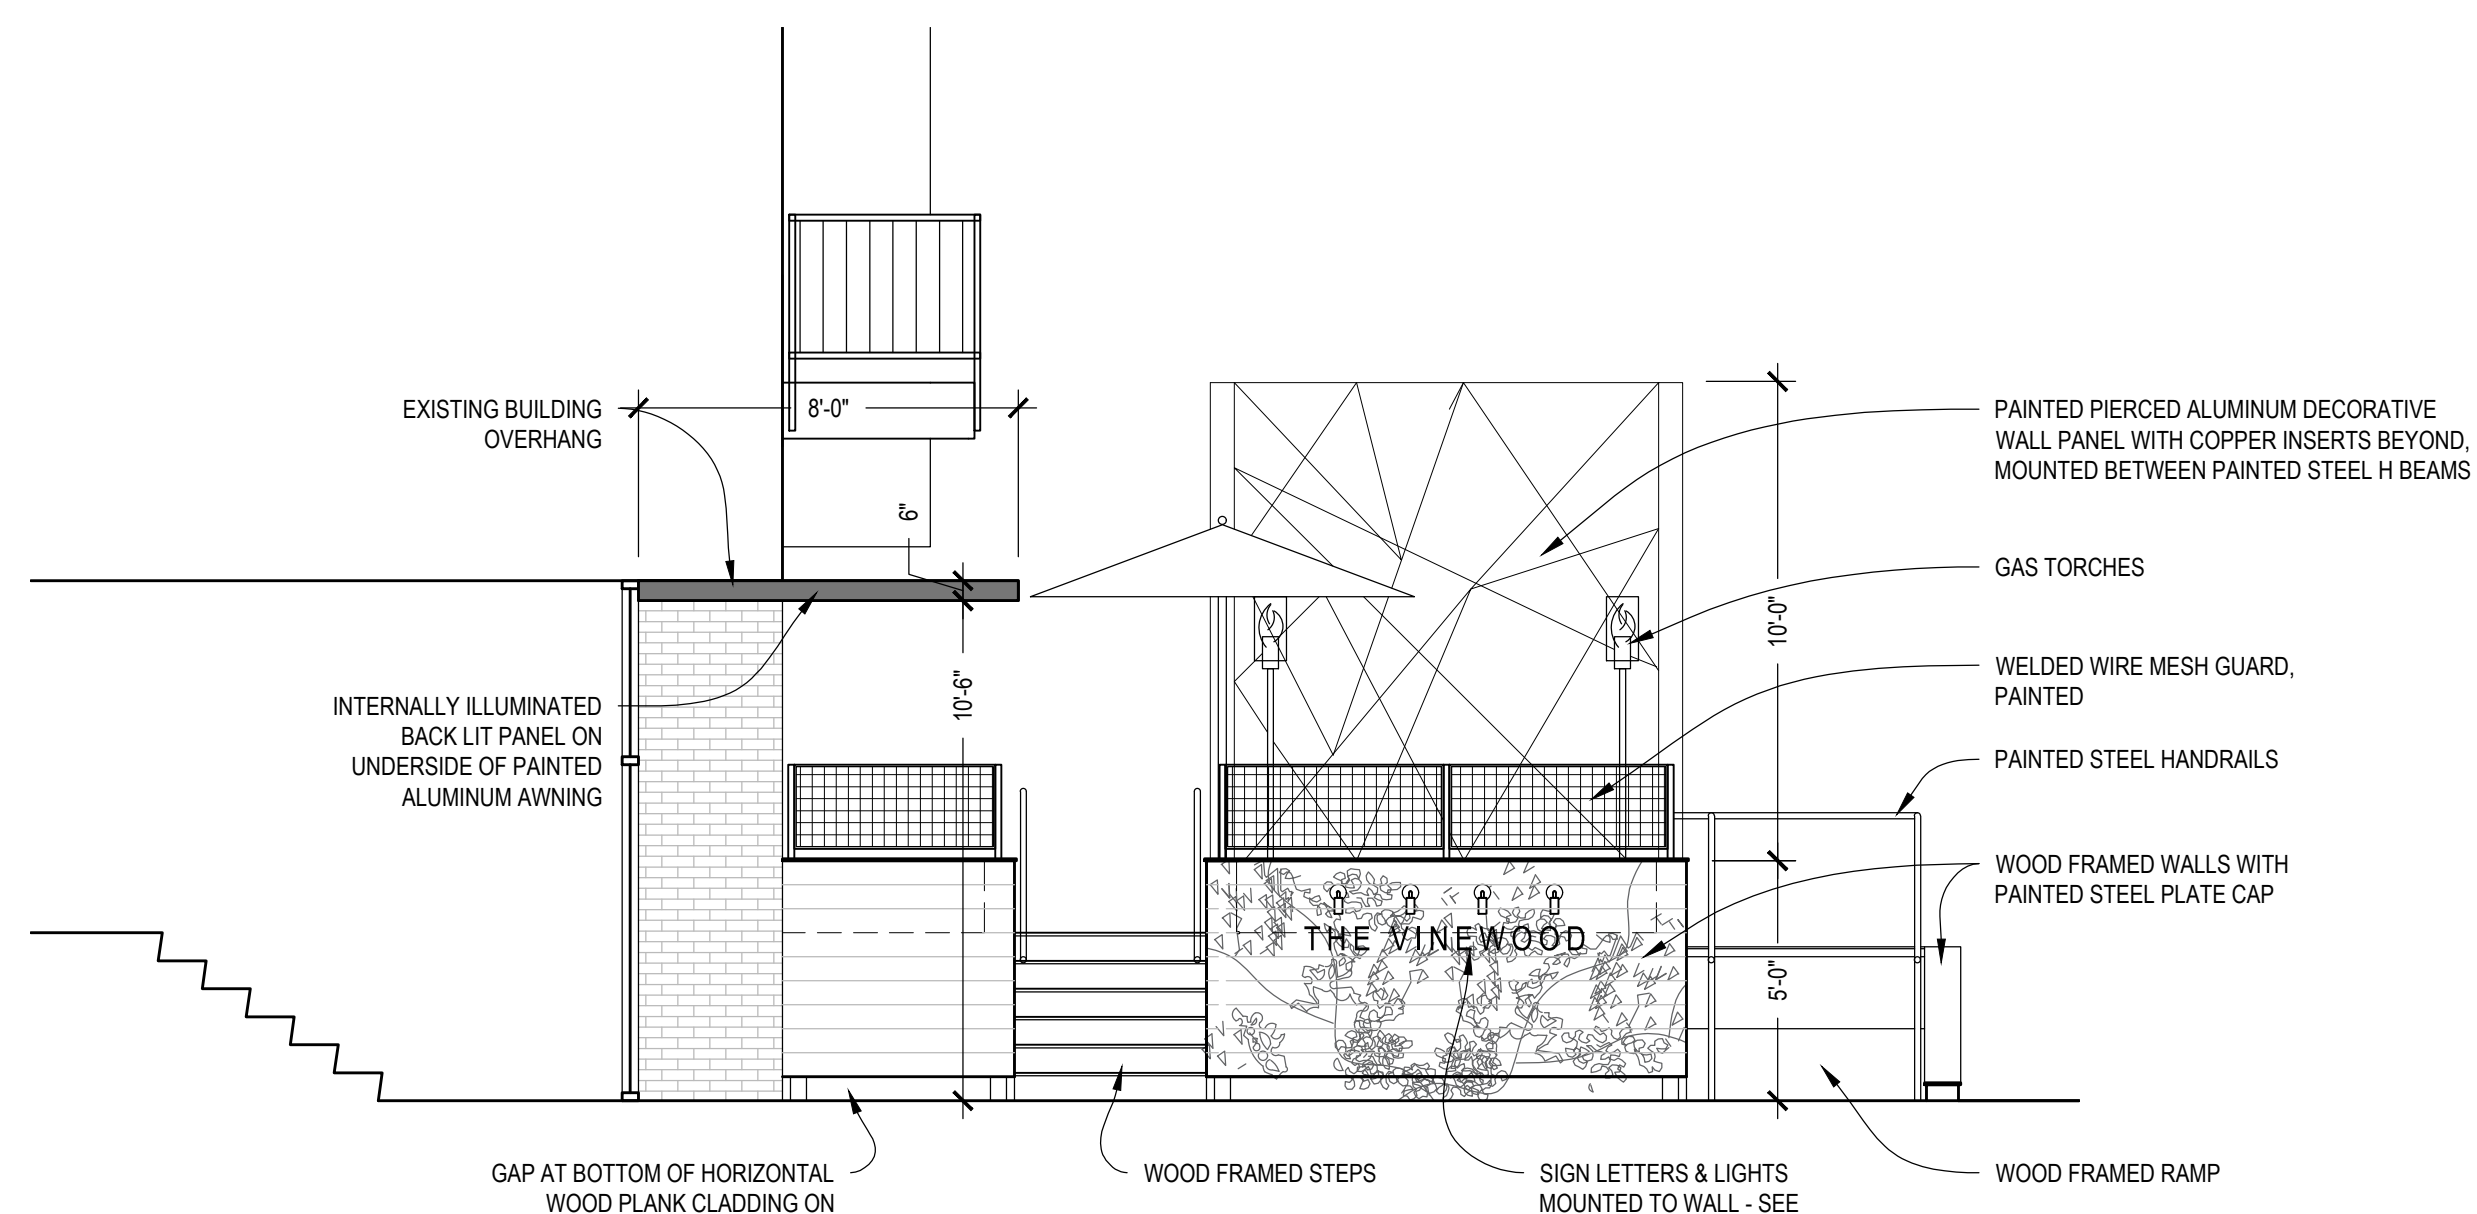 EXISTING BUILDING
OVERHANG
8'-0"
6"
10'-6"
INTERNALLY ILLUMINATED
BACK LIT PANEL ON
UNDERSIDE OF PAINTED
ALUMINUM AWNING
PAINTED PIERCED ALUMINUM DECORATIVE
WALL PANEL WITH COPPER INSERTS BEYOND,
MOUNTED BETWEEN PAINTED STEEL H BEAMS
GAS TORCHES
10'-0"
WELDED WIRE MESH GUARD,
PAINTED
PAINTED STEEL HANDRAILS
WOOD FRAMED WALLS WITH
PAINTED STEEL PLATE CAP
THE VINEWOOD
5'-0"
GAP AT BOTTOM OF HORIZONTAL
WOOD PLANK CLADDING ON
WOOD FRAMED STEPS
SIGN LETTERS & LIGHTS
MOUNTED TO WALL - SEE
WOOD FRAMED RAMP